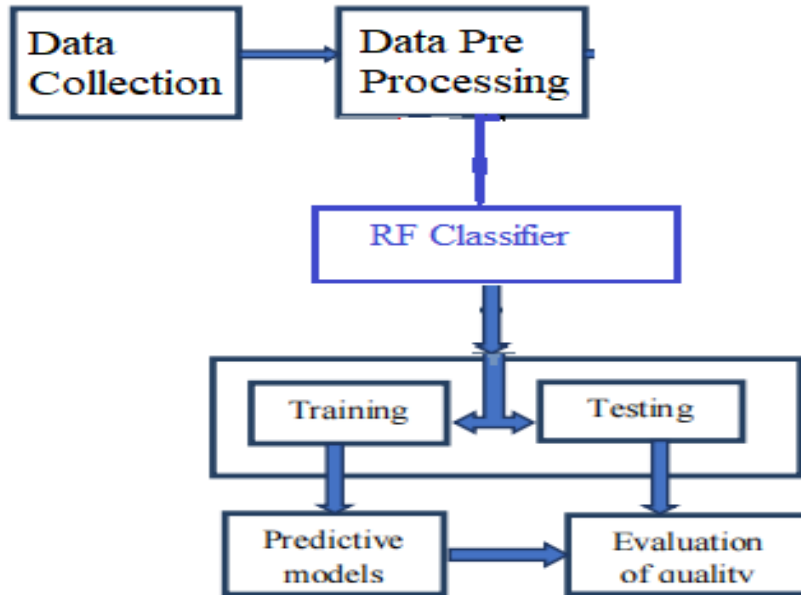 Data
Collection
Data Pre
Processing
RF Classifier
Training
Testing
Predictive
models
Evaluation
of quality